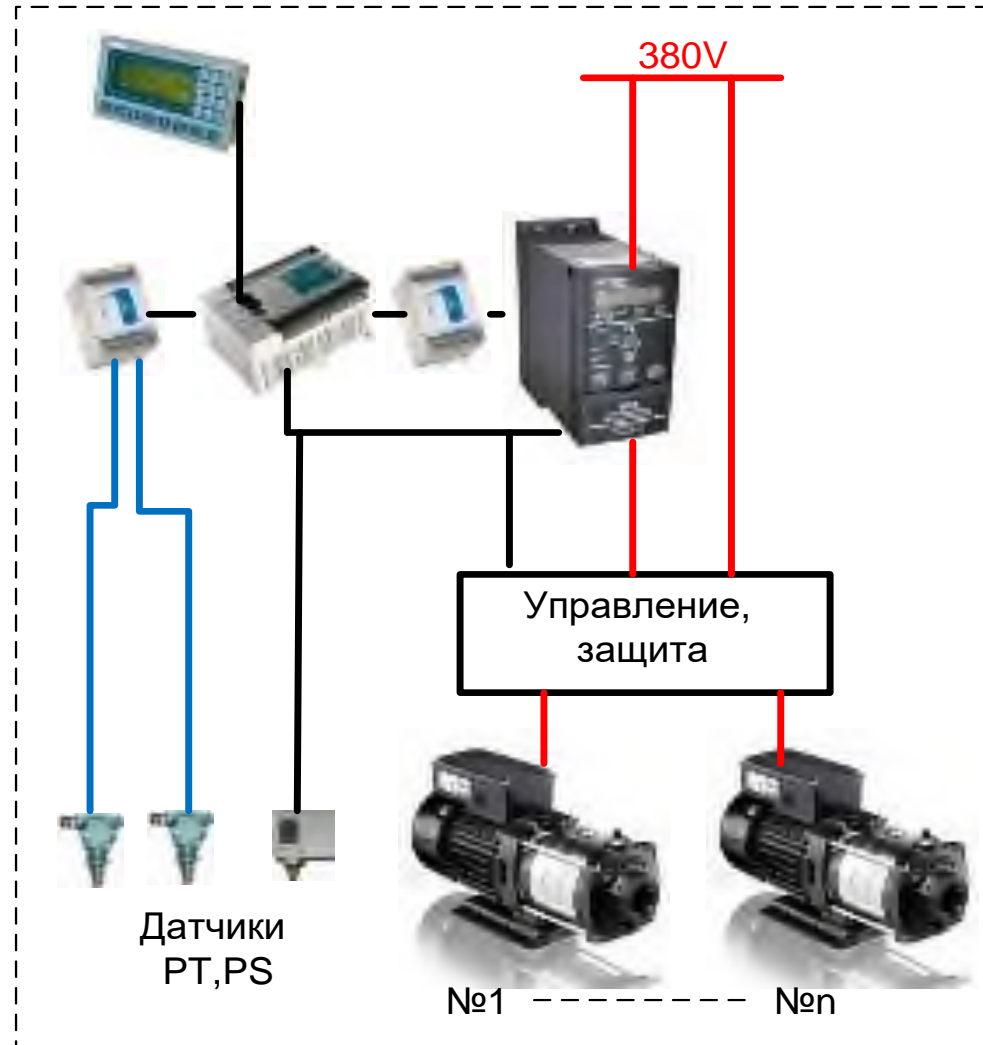 380V
Управление,
защита
Датчики
PT,PS
№1 №n